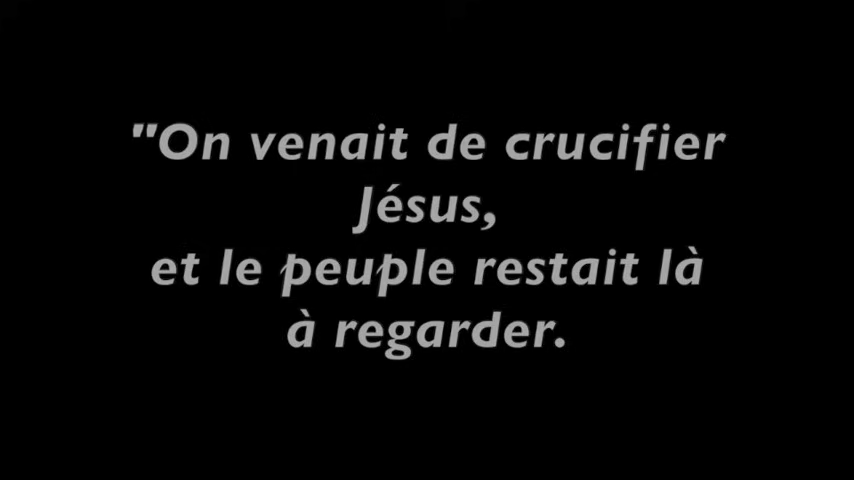 "On venait de crucifier
Jésus,
et le peuple restait là
à regarder.